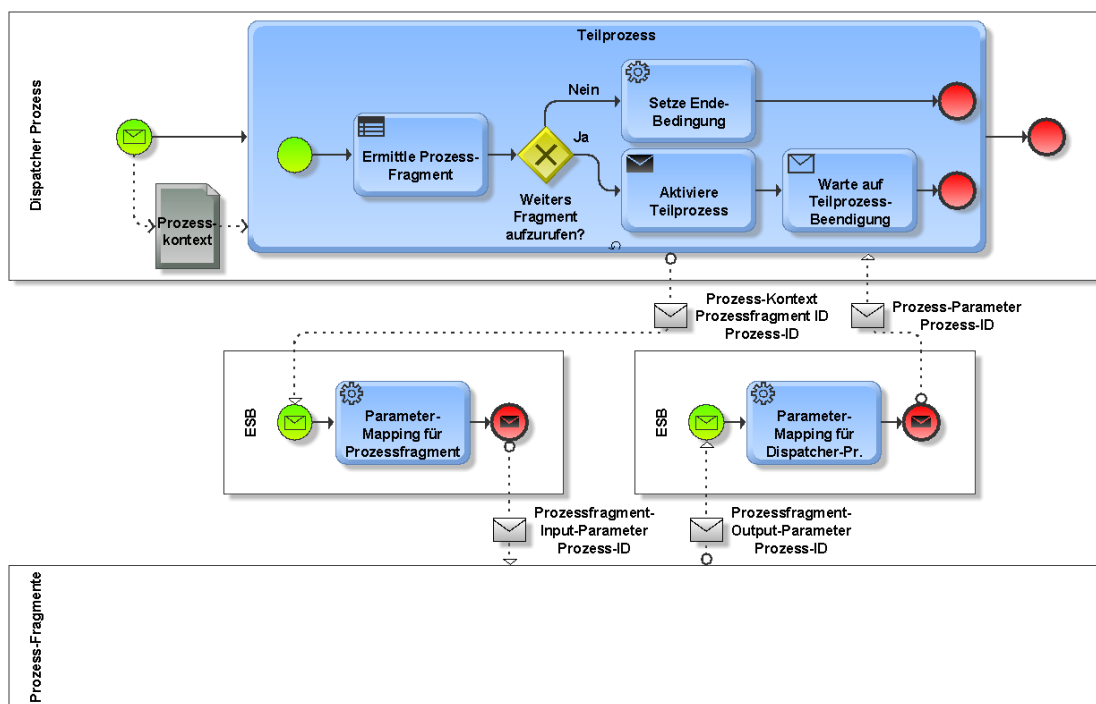 Dispatcher Prozess
Teilprozess
Prozess-
kontext
Ermittle Prozess-
Fragment
Weiters
Fragment
aufzurufen?
Nein
Ja
Setze Ende-
Bedingung
Aktiviere
Teilprozess
Warte auf
Teilprozess-
Beendigung
Prozess-Kontext
Prozessfragment ID
Prozess-ID
Prozess-Parameter
Prozess-ID
ESB
Parameter-
Mapping für
Prozessfragment
ESB
Parameter-
Mapping für
Dispatcher-Pr.
Prozessfragment-
Input-Parameter
Prozess-ID
Prozessfragment-
Output-Parameter
Prozess-ID
Prozess-Fragmente